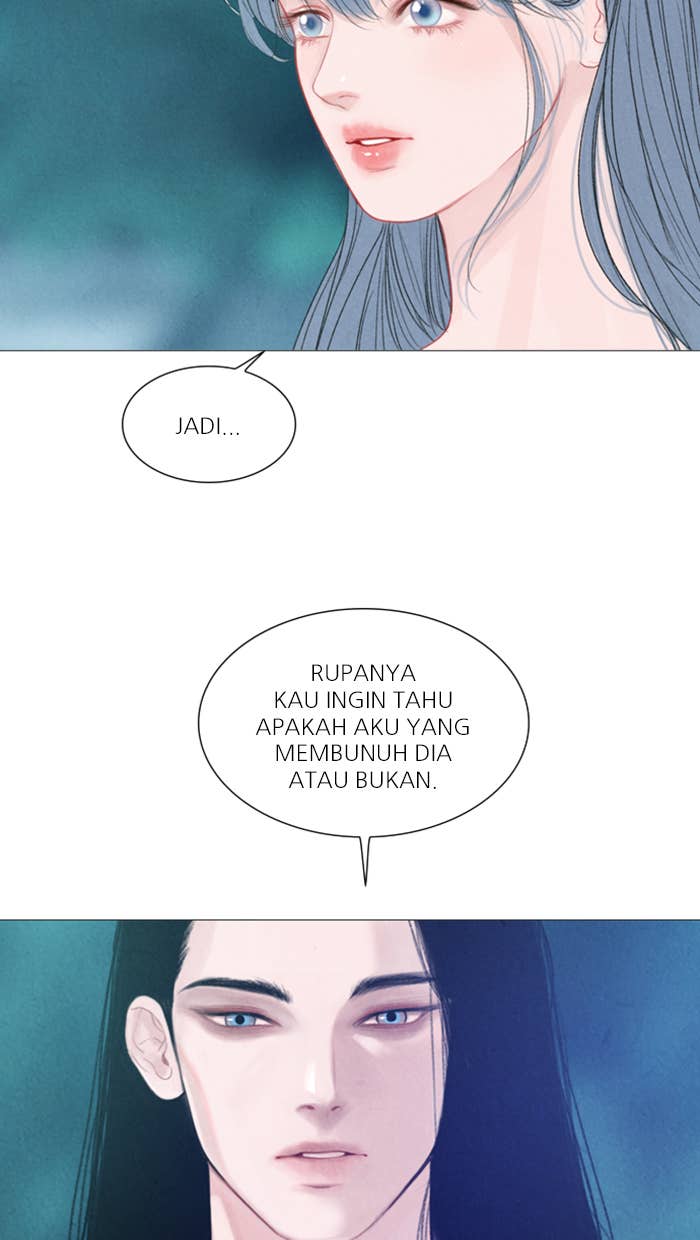 JADI...
RUPANYA
KAU INGIN TAHU
APAKAH AKU YANG
MEMBUNUH DIA
ATAU BUKAN.